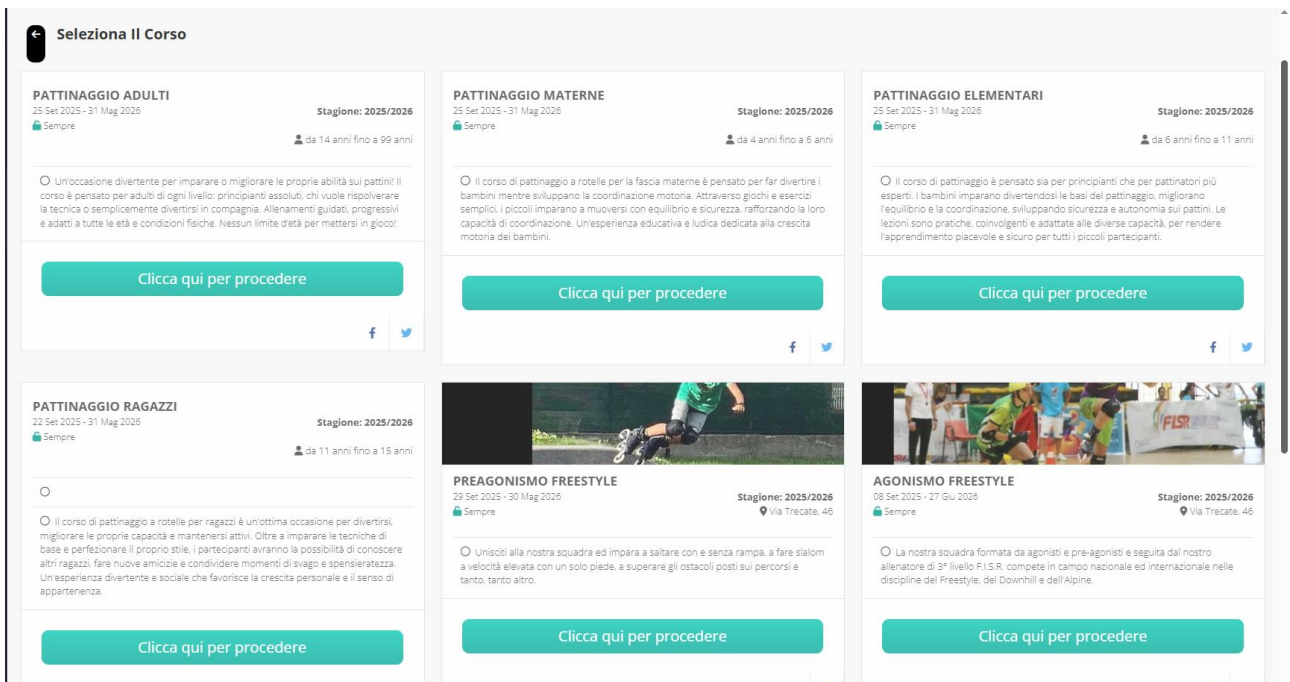 Seleziona Il Corso
PATTINAGGIO ADULTI
25 Set 2025 - 31 Mag 2026
Stagione: 2025/2026
Sempre
da 14 anni fino a 99 anni
Un'occasione divertente per imparare o migliorare le proprie abilità sui pattini! Il
corso è pensato per adulti di ogni livello: principianti assoluti, chi vuole rispolverare
la tecnica o semplicemente divertirsi in compagnia. Allenamenti guidati, progressivi
e adatti a tutte le età e condizioni fisiche. Nessun limite d'età per mettersi in gioco!
Clicca qui per procedere
PATTINAGGIO MATERNE
25 Set 2025 - 31 Mag 2026
Stagione: 2025/2026
Sempre
da 4 anni fino a 6 anni
Il corso di pattinaggio a rotelle per la fascia materne è pensato per far divertire i
bambini mentre sviluppano la coordinazione motoria. Attraverso giochi e esercizi
semplici, i piccoli imparano a muoversi con equilibrio e sicurezza, rafforzando la loro
capacità di coordinazione. Un'esperienza educativa e ludica dedicata alla crescita
motoria dei bambini.
Clicca qui per procedere
PATTINAGGIO ELEMENTARI
25 Set 2025 - 31 Mag 2026
Stagione: 2025/2026
Sempre
da 6 anni fino a 11 anni
Il corso di pattinaggio è pensato sia per principianti che per pattinatori più
esperti. I bambini imparano divertendosi le basi del pattinaggio, migliorano
l'equilibrio e la coordinazione, sviluppando sicurezza e autonomia sui pattini. Le
lezioni sono pratiche, coinvolgenti e adattate alle diverse capacità, per rendere
l'apprendimento piacevole e sicuro per tutti i piccoli partecipanti.
Clicca qui per procedere
PATTINAGGIO RAGAZZI
22 Set 2025 - 31 Mag 2026
Stagione: 2025/2026
Sempre
da 11 anni fino a 15 anni
Il corso di pattinaggio a rotelle per ragazzi è un'ottima occasione per divertirsi,
migliorare le proprie capacità e mantenersi attivi. Oltre a imparare le tecniche di
base e perfezionare il proprio stile, i partecipanti avranno la possibilità di conoscere
altri ragazzi, fare nuove amicizie e condividere momenti di svago e spensieratezza.
Un'esperienza divertente e sociale che favorisce la crescita personale e il senso di
appartenenza.
Clicca qui per procedere
PREAGONISMO FREESTYLE
29 Set 2025 - 30 Mag 2026
Stagione: 2025/2026
Sempre
Via Trecate, 46
Unisciti alla nostra squadra ed impara a saltare con e senza rampa, a fare slalom
a velocità elevata con un solo piede, a superare gli ostacoli posti sui percorsi e
tanto, tanto altro.
Clicca qui per procedere
FISR
AGONISMO FREESTYLE
08 Set 2025 - 27 Giu 2026
Stagione: 2025/2026
Sempre
Via Trecate, 46
La nostra squadra formata da agonisti e pre-agonisti e seguita dal nostro
allenatore di 3° livello F.I.S.R. compete in campo nazionale ed internazionale nelle
discipline del Freestyle, del Downhill e dell'Alpine.
Clicca qui per procedere